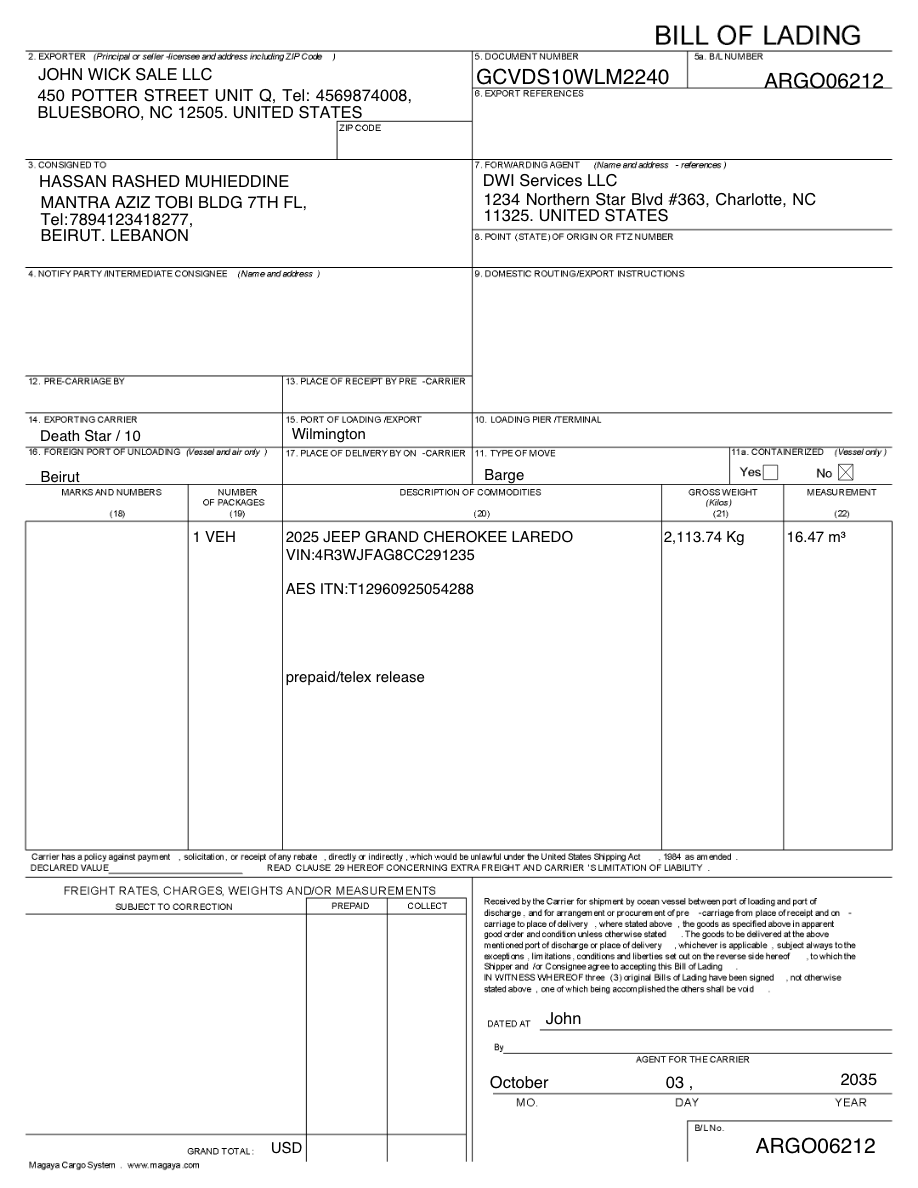 BILL OF LADING
2. EXPORTER (Principal or seller -licensee and address including ZIP Code )
JOHN WICK SALE LLC
450 POTTER STREET UNIT Q, Tel: 4569874008,
BLUESBORO, NC 12505. UNITED STATES
ZIP CODE
5. DOCUMENT NUMBER
GCVDS10WLM2240
5a. B/L NUMBER
ARGO06212
6. EXPORT REFERENCES
3. CONSIGNED TO
HASSAN RASHED MUHIEDDINE
MANTRA AZIZ TOBI BLDG 7TH FL,
Tel:7894123418277,
BEIRUT. LEBANON
7. FORWARDING AGENT (Name and address - references )
DWI Services LLC
1234 Northern Star Blvd #363, Charlotte, NC
11325. UNITED STATES
8. POINT (STATE) OF ORIGIN OR FTZ NUMBER
4. NOTIFY PARTY /INTERMEDIATE CONSIGNEE (Name and address )
9. DOMESTIC ROUTING/EXPORT INSTRUCTIONS
12. PRE-CARRIAGE BY
13. PLACE OF RECEIPT BY PRE -CARRIER
14. EXPORTING CARRIER
Death Star / 10
15. PORT OF LOADING /EXPORT
Wilmington
10. LOADING PIER /TERMINAL
16. FOREIGN PORT OF UNLOADING (Vessel and air only )
Beirut
17. PLACE OF DELIVERY BY ON -CARRIER
11. TYPE OF MOVE
Barge
11a. CONTAINERIZED (Vessel only )
Yes
No
MARKS AND NUMBERS
(18)
NUMBER
OF PACKAGES
(19)
DESCRIPTION OF COMMODITIES
(20)
GROSS WEIGHT
(Kilos)
(21)
MEASUREMENT
(22)
1 VEH
2025 JEEP GRAND CHEROKEE LAREDO
VIN:4R3WJFAG8CC291235
AES ITN:T12960925054288
prepaid/telex release
2,113.74 Kg
16.47 m³
Carrier has a policy against payment , solicitation , or receipt of any rebate , directly or indirectly , which would be unlawful under the United States Shipping Act , 1984 as amended .
DECLARED VALUE READ CLAUSE 29 HEREOF CONCERNING EXTRA FREIGHT AND CARRIER 'S LIMITATION OF LIABILITY .
FREIGHT RATES, CHARGES, WEIGHTS AND/OR MEASUREMENTS
SUBJECT TO CORRECTION
PREPAID
COLLECT
GRAND TOTAL:
USD
Received by the Carrier for shipment by ocean vessel between port of loading and port of
discharge , and for arrangement or procurement of pre -carriage from place of receipt and on -
carriage to place of delivery , where stated above , the goods as specified above in apparent
good order and condition unless otherwise stated . The goods to be delivered at the above
mentioned port of discharge or place of delivery , whichever is applicable , subject always to the
exceptions , limitations, conditions and liberties set out on the reverse side hereof , to which the
Shipper and /or Consignee agree to accepting this Bill of Lading .
IN WITNESS WHEREOF three (3) original Bills of Lading have been signed , not otherwise
stated above , one of which being accomplished the others shall be void .
DATED AT John
By
AGENT FOR THE CARRIER
October 03 , 2035
MO. DAY YEAR
B/L No.
ARGO06212
Magaya Cargo System . www.magaya.com